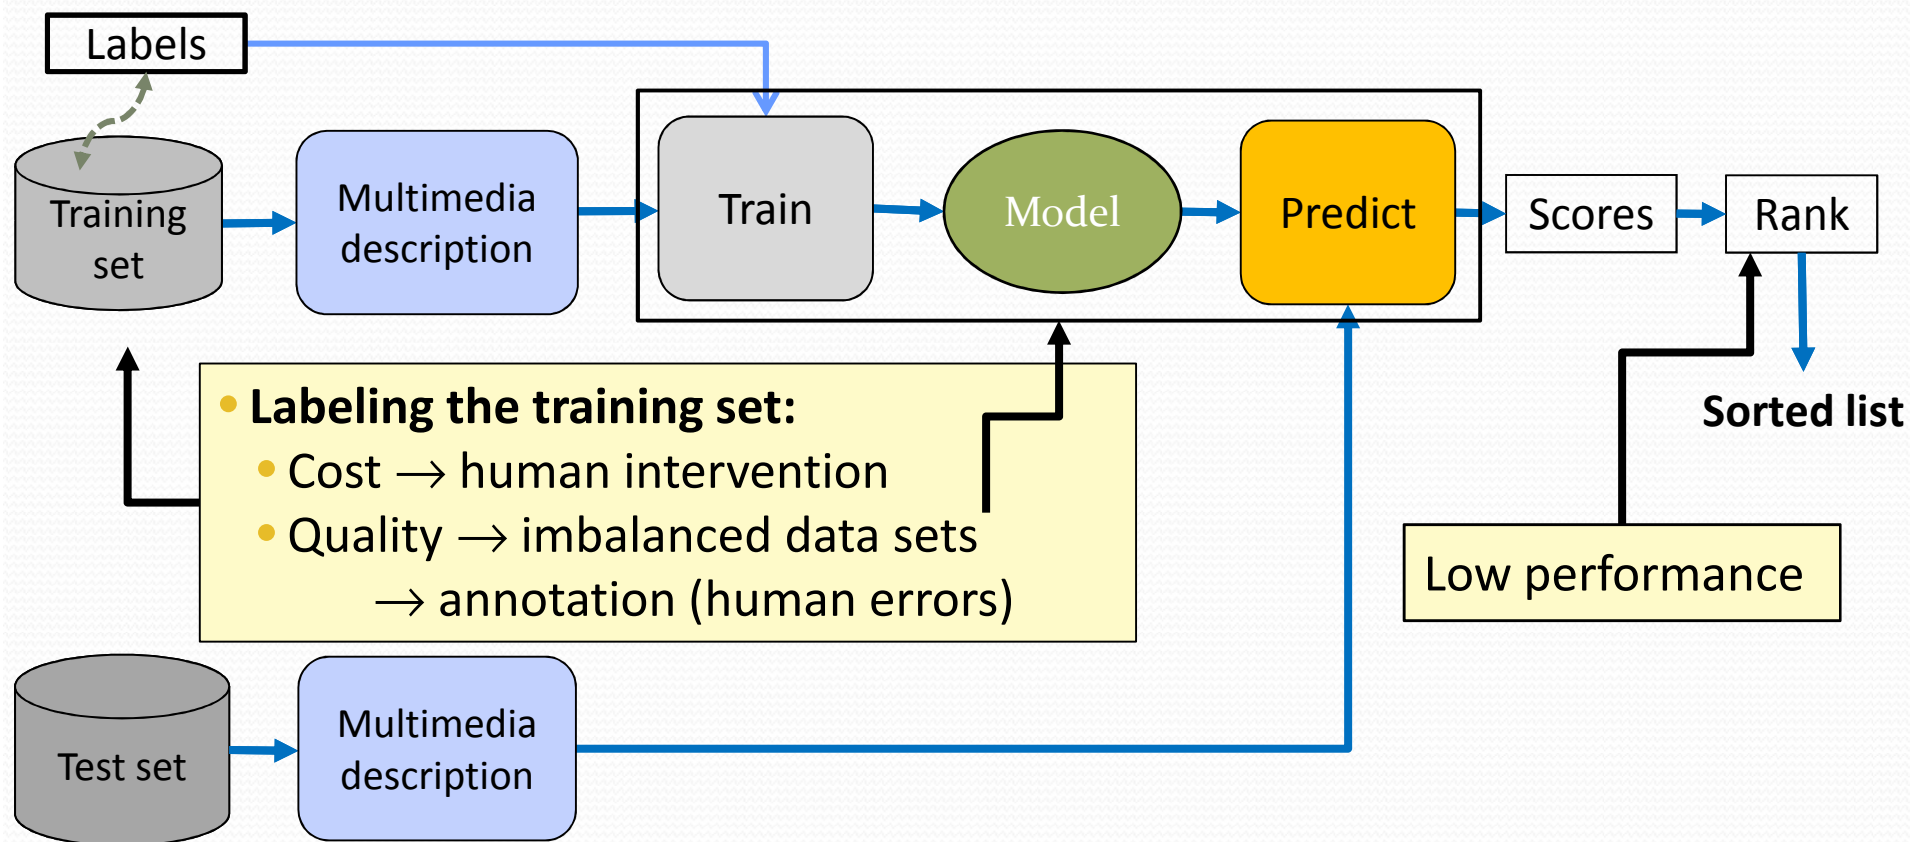 Labels
Training
set
Multimedia
description
Train
Model
Predict
Scores
Rank
Sorted list
• Labeling the training set:
• Cost → human intervention
• Quality → imbalanced data sets
→ annotation (human errors)
Low performance
Test set
Multimedia
description